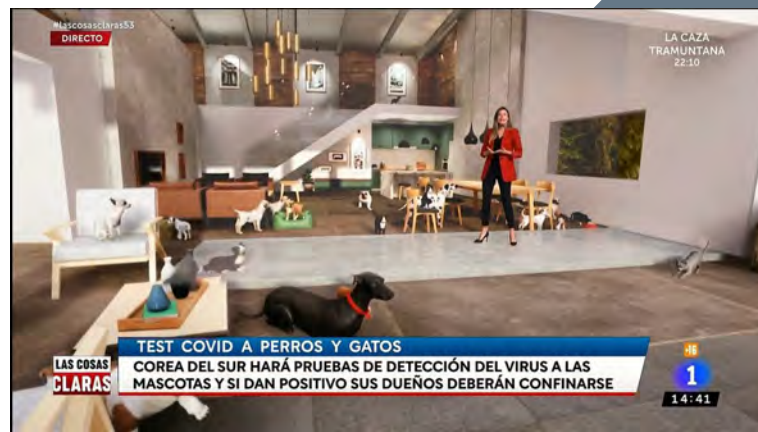 #lascosasclaras53
DIRECTO
LA CAZA
TRAMUNTANA
22:10
TEST COVID A PERROS Y GATOS
LAS COSAS
CLARAS
COREA DEL SUR HARÁ PRUEBAS DE DETECCIÓN DEL VIRUS A LAS
MASCOTAS Y SI DAN POSITIVO SUS DUEÑOS DEBERÁN CONFINARSE
-16
1
14:41